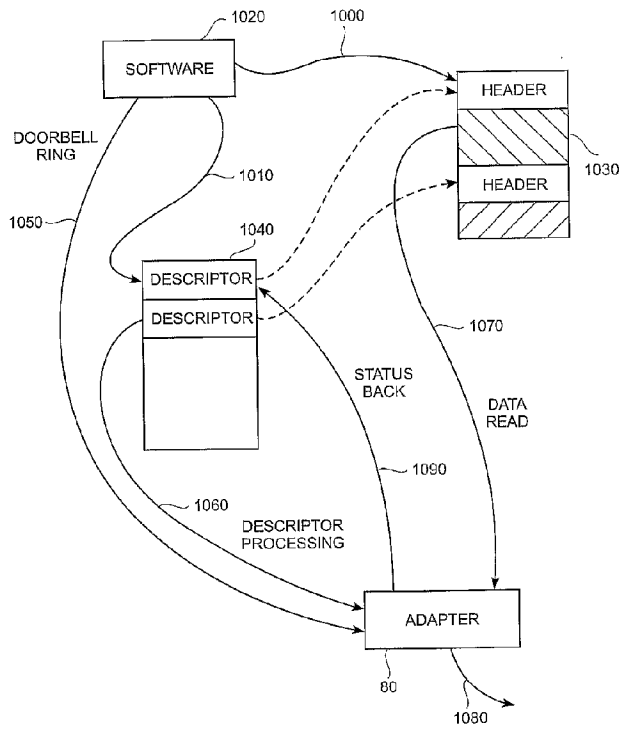 1020
1000
SOFTWARE
HEADER
DOORBELL
RING
1010
1030
HEADER
1050
1040
DESCRIPTOR
DESCRIPTOR
1070
STATUS
BACK
DATA
READ
1090
1060
DESCRIPTOR
PROCESSING
ADAPTER
80
1080